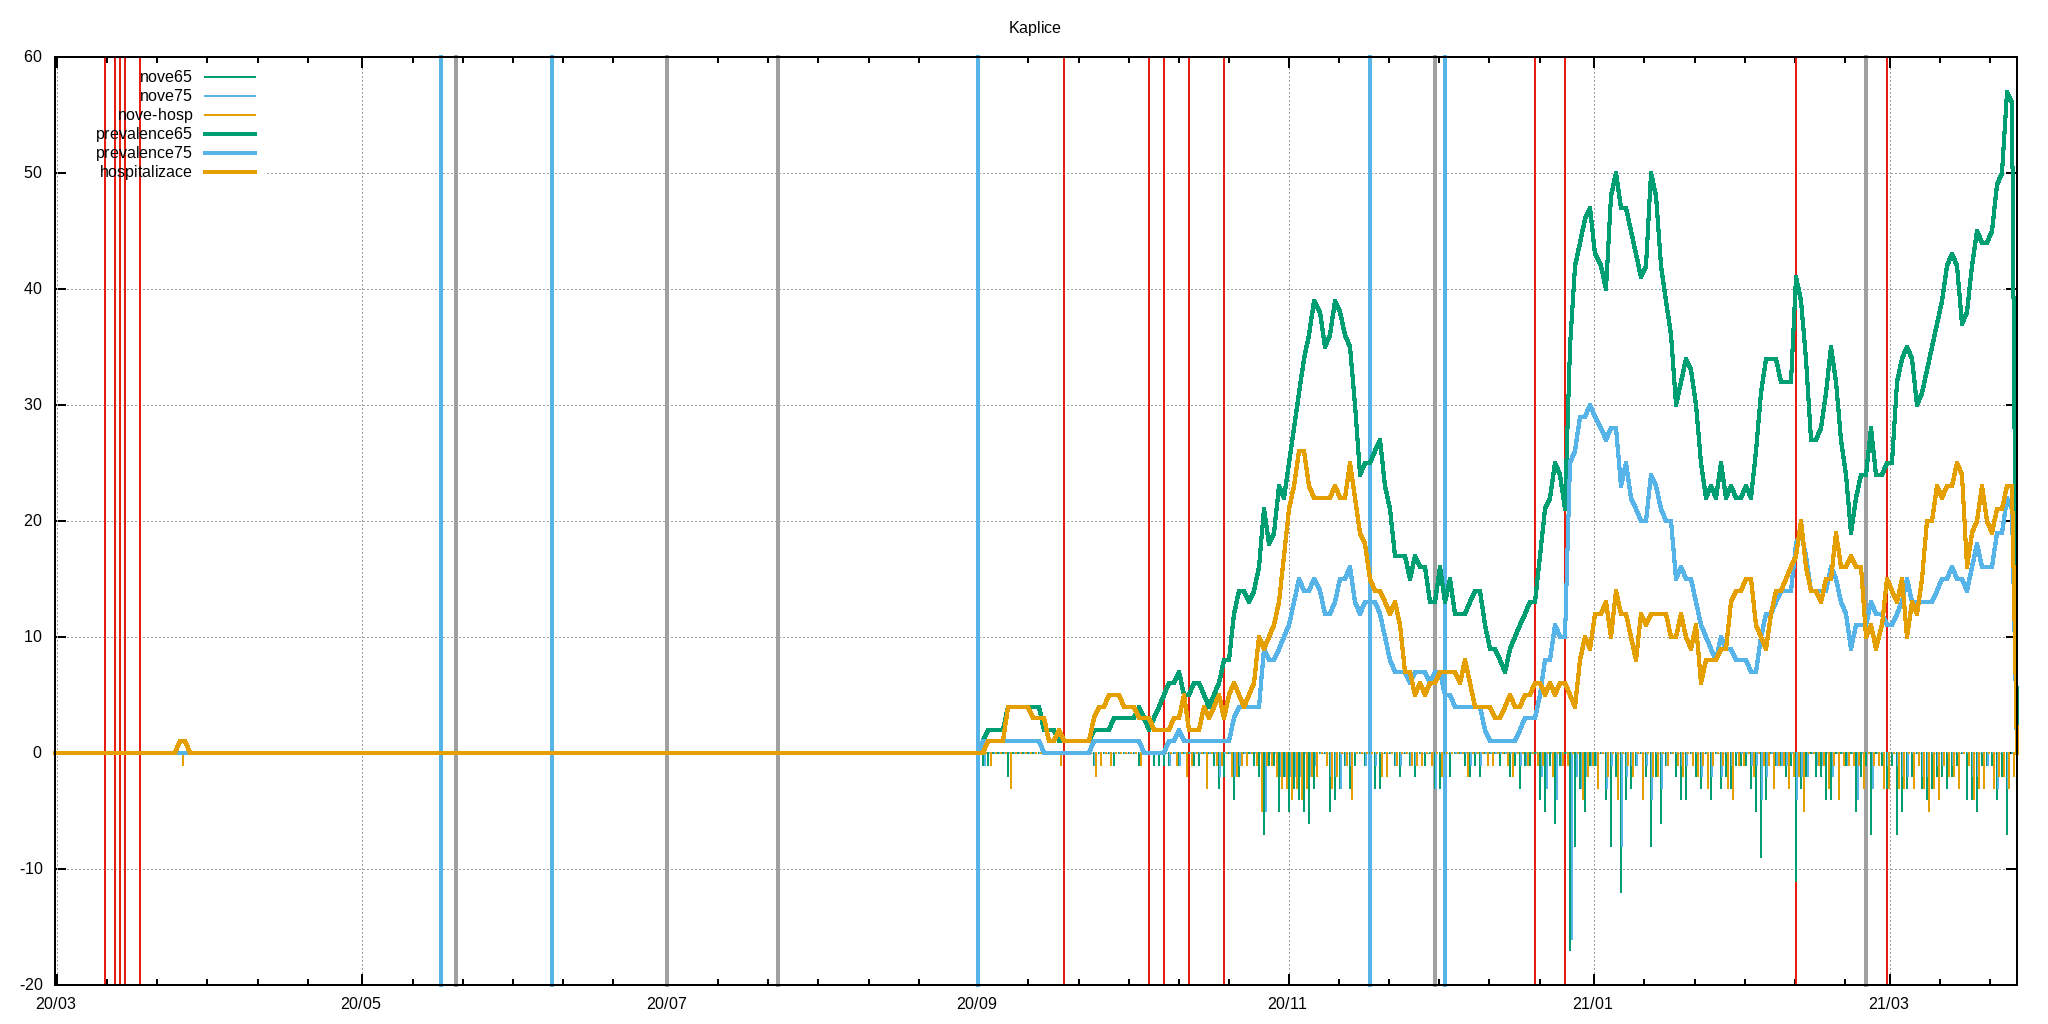 Kaplice
60
50
40
30
20
10
0
-10
-20
nove65
nove75
nove-hosp
prevalence65
prevalence75
hospitalizace
20/03 20/05 20/07 20/09 20/11 21/01 21/03